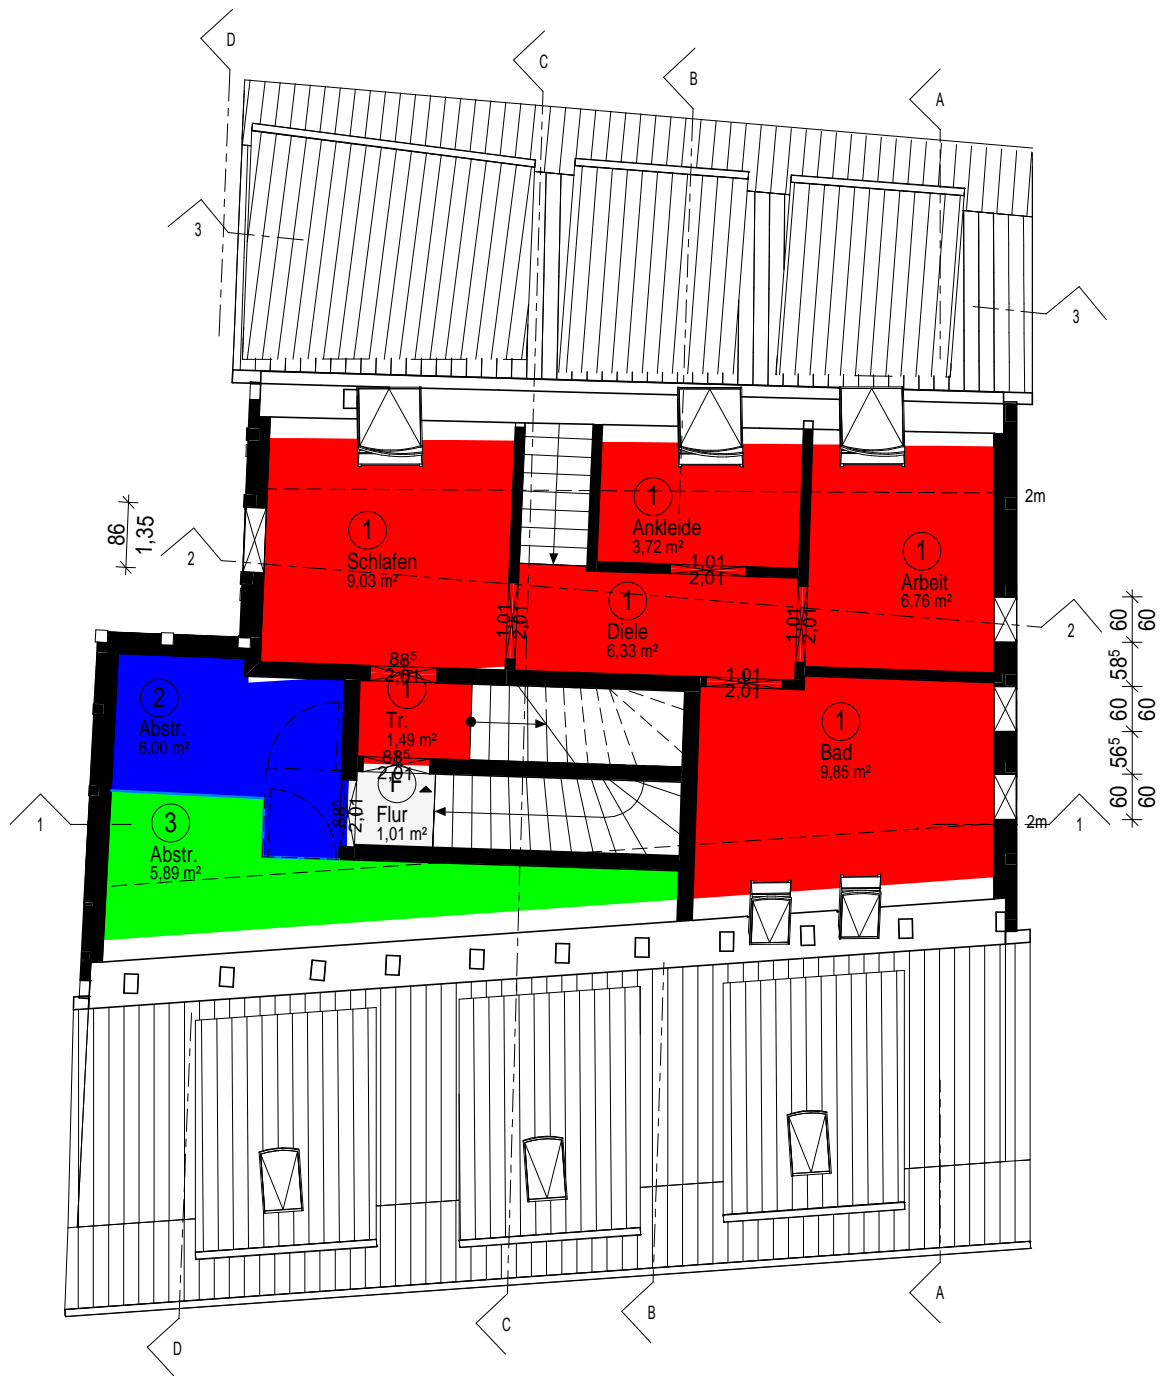 D
C
B
A
3
3
86
1,35
2
2m
1
Schlafen
9,03 m²
1
Ankleide
3,72 m²
1,01
2,01
1
Arbeit
6,76 m²
1
Diele
6,33 m²
1,01
2,01
1,01
2,01
60
60
2
58⁵
88⁵
2,01
1,01
2,01
2
Abstr.
6,00 m²
1
Tr.
1,49 m²
1
Bad
9,85 m²
60
60
56⁵
88⁵
2,01
F
Flur
1,01 m²
88⁵
2,01
60
60
1
3
Abstr.
5,89 m²
2m
1
A
B
C
D